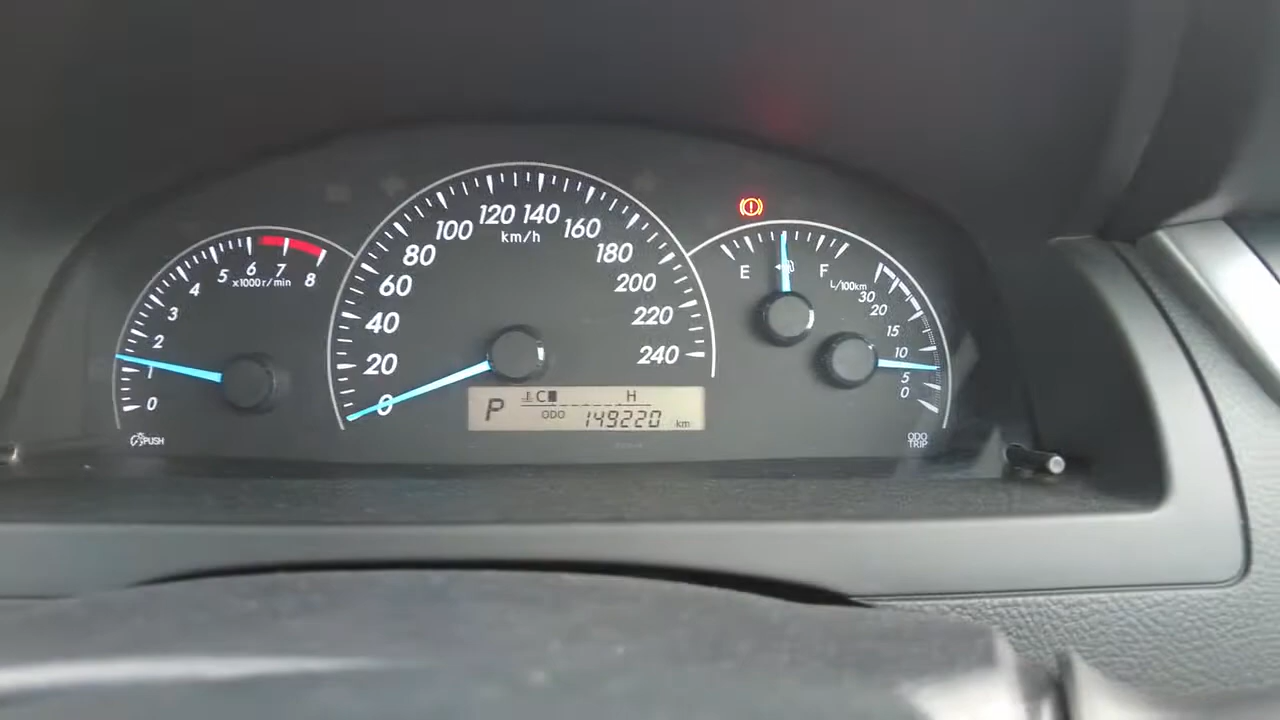 0 1 2 3 4 5 6 7 8
x1000r/min
PUSH
0 20 40 60 80 100 120 140 160 180 200 220 240
km/h
P
C H
ODO 149220 km
E F
L/100km
30
20
15
10
5
0
ODO
TRIP